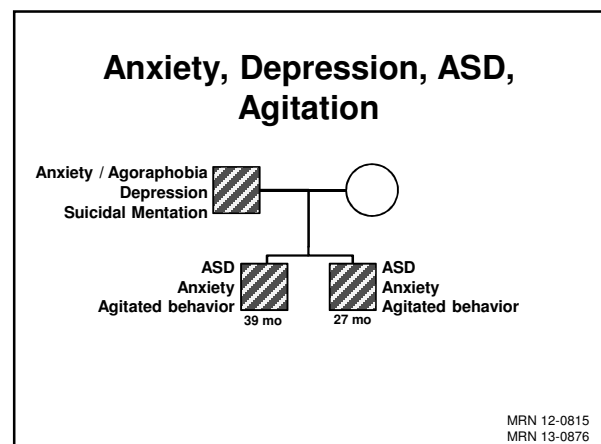 Anxiety, Depression, ASD,
Agitation
Anxiety / Agoraphobia
Depression
Suicidal Mentation
ASD
Anxiety
Agitated behavior
39 mo
ASD
Anxiety
Agitated behavior
27 mo
MRN 12-0815
MRN 13-0876